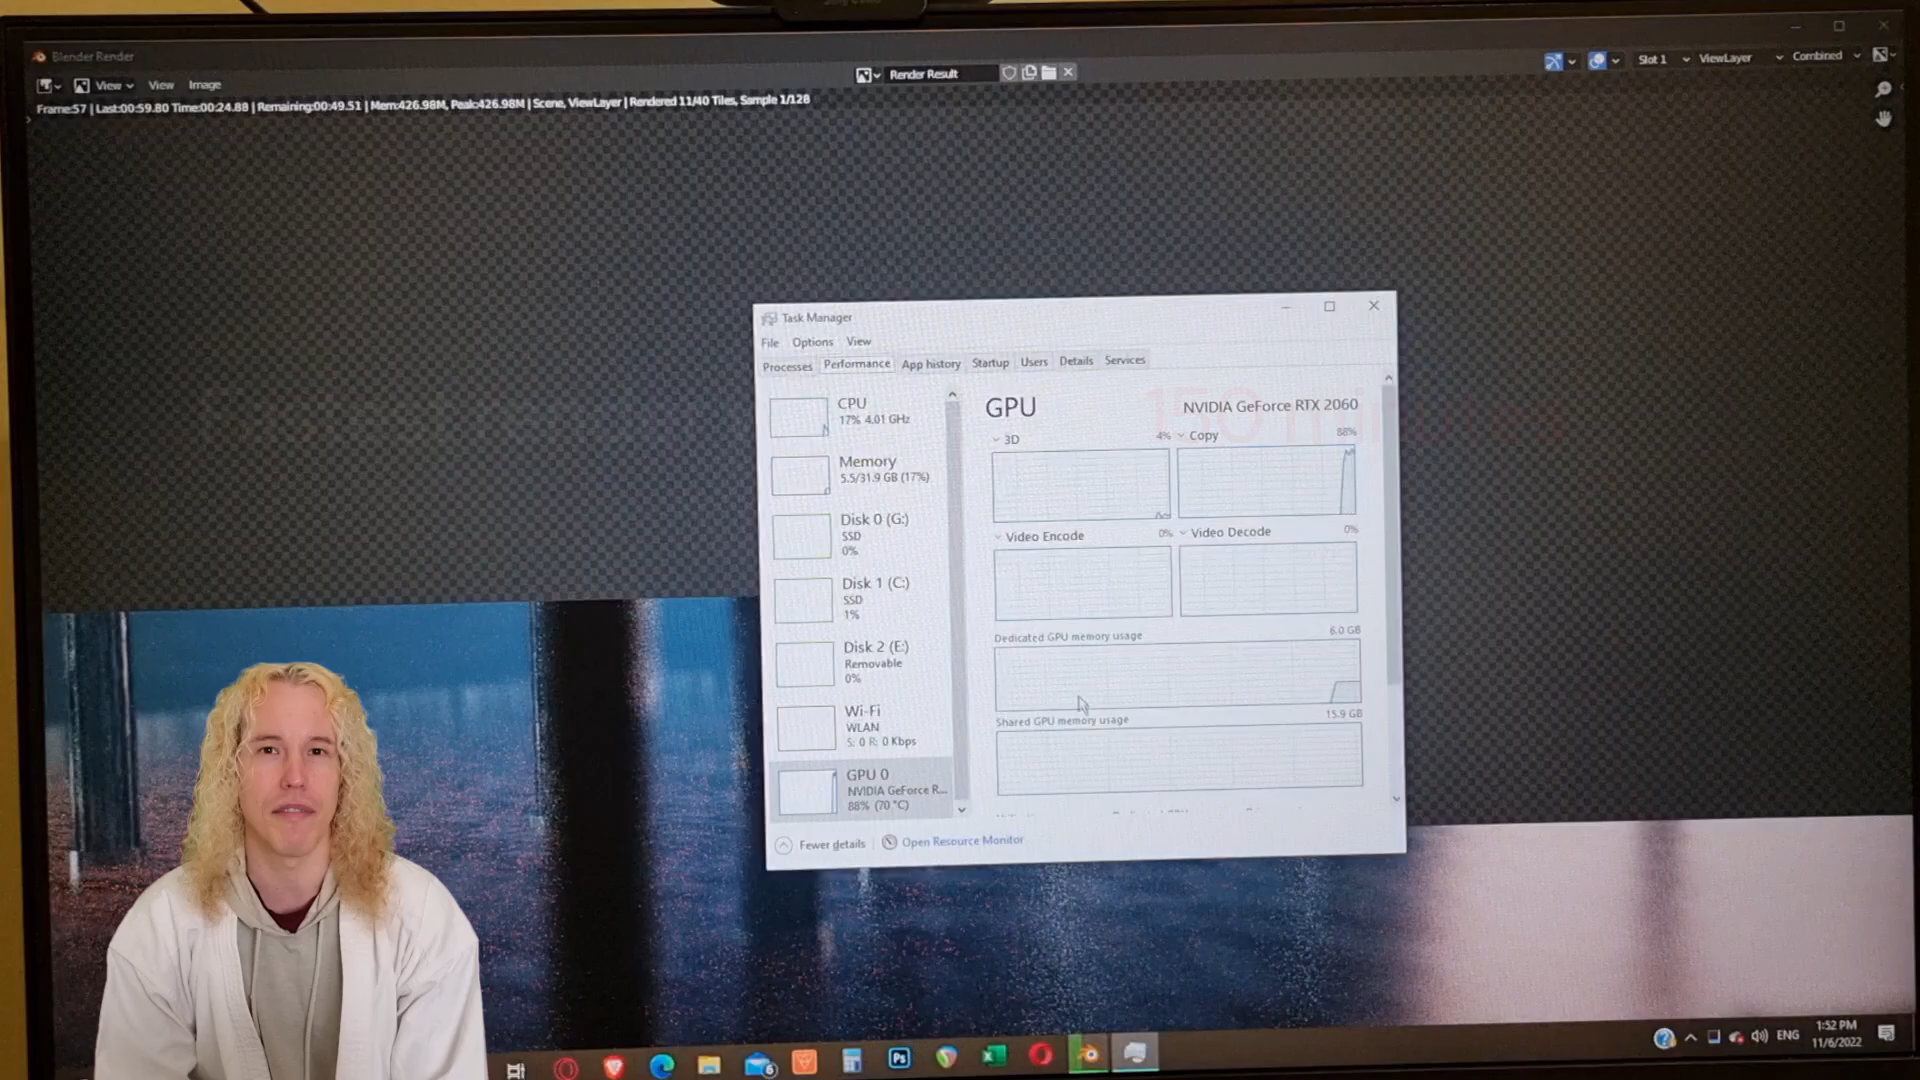 Blender Render
View View Image
Render Result
Slot 1 ViewLayer Combined
Frame:57 | Last:00:59.80 Time:00:24.88 | Remaining:00:49.51 | Mem:426.98M, Peak:426.98M | Scene, ViewLayer | Rendered 11/40 Tiles, Sample 1/128
Task Manager
File Options View
Processes Performance App history Startup Users Details Services
CPU
17% 4.01 GHz
Memory
5.5/31.9 GB (17%)
Disk 0 (G:)
SSD
0%
Disk 1 (C:)
SSD
1%
Disk 2 (E:)
Removable
0%
Wi-Fi
WLAN
S: 0 R: 0 Kbps
GPU 0
NVIDIA GeForce R...
88% (70 °C)
GPU NVIDIA GeForce RTX 2060
3D 4% Copy 88%
Video Encode 0% Video Decode 0%
Dedicated GPU memory usage 6.0 GB
Shared GPU memory usage 15.9 GB
Fewer details Open Resource Monitor
Ps
6
ENG
1:52 PM
11/6/2022